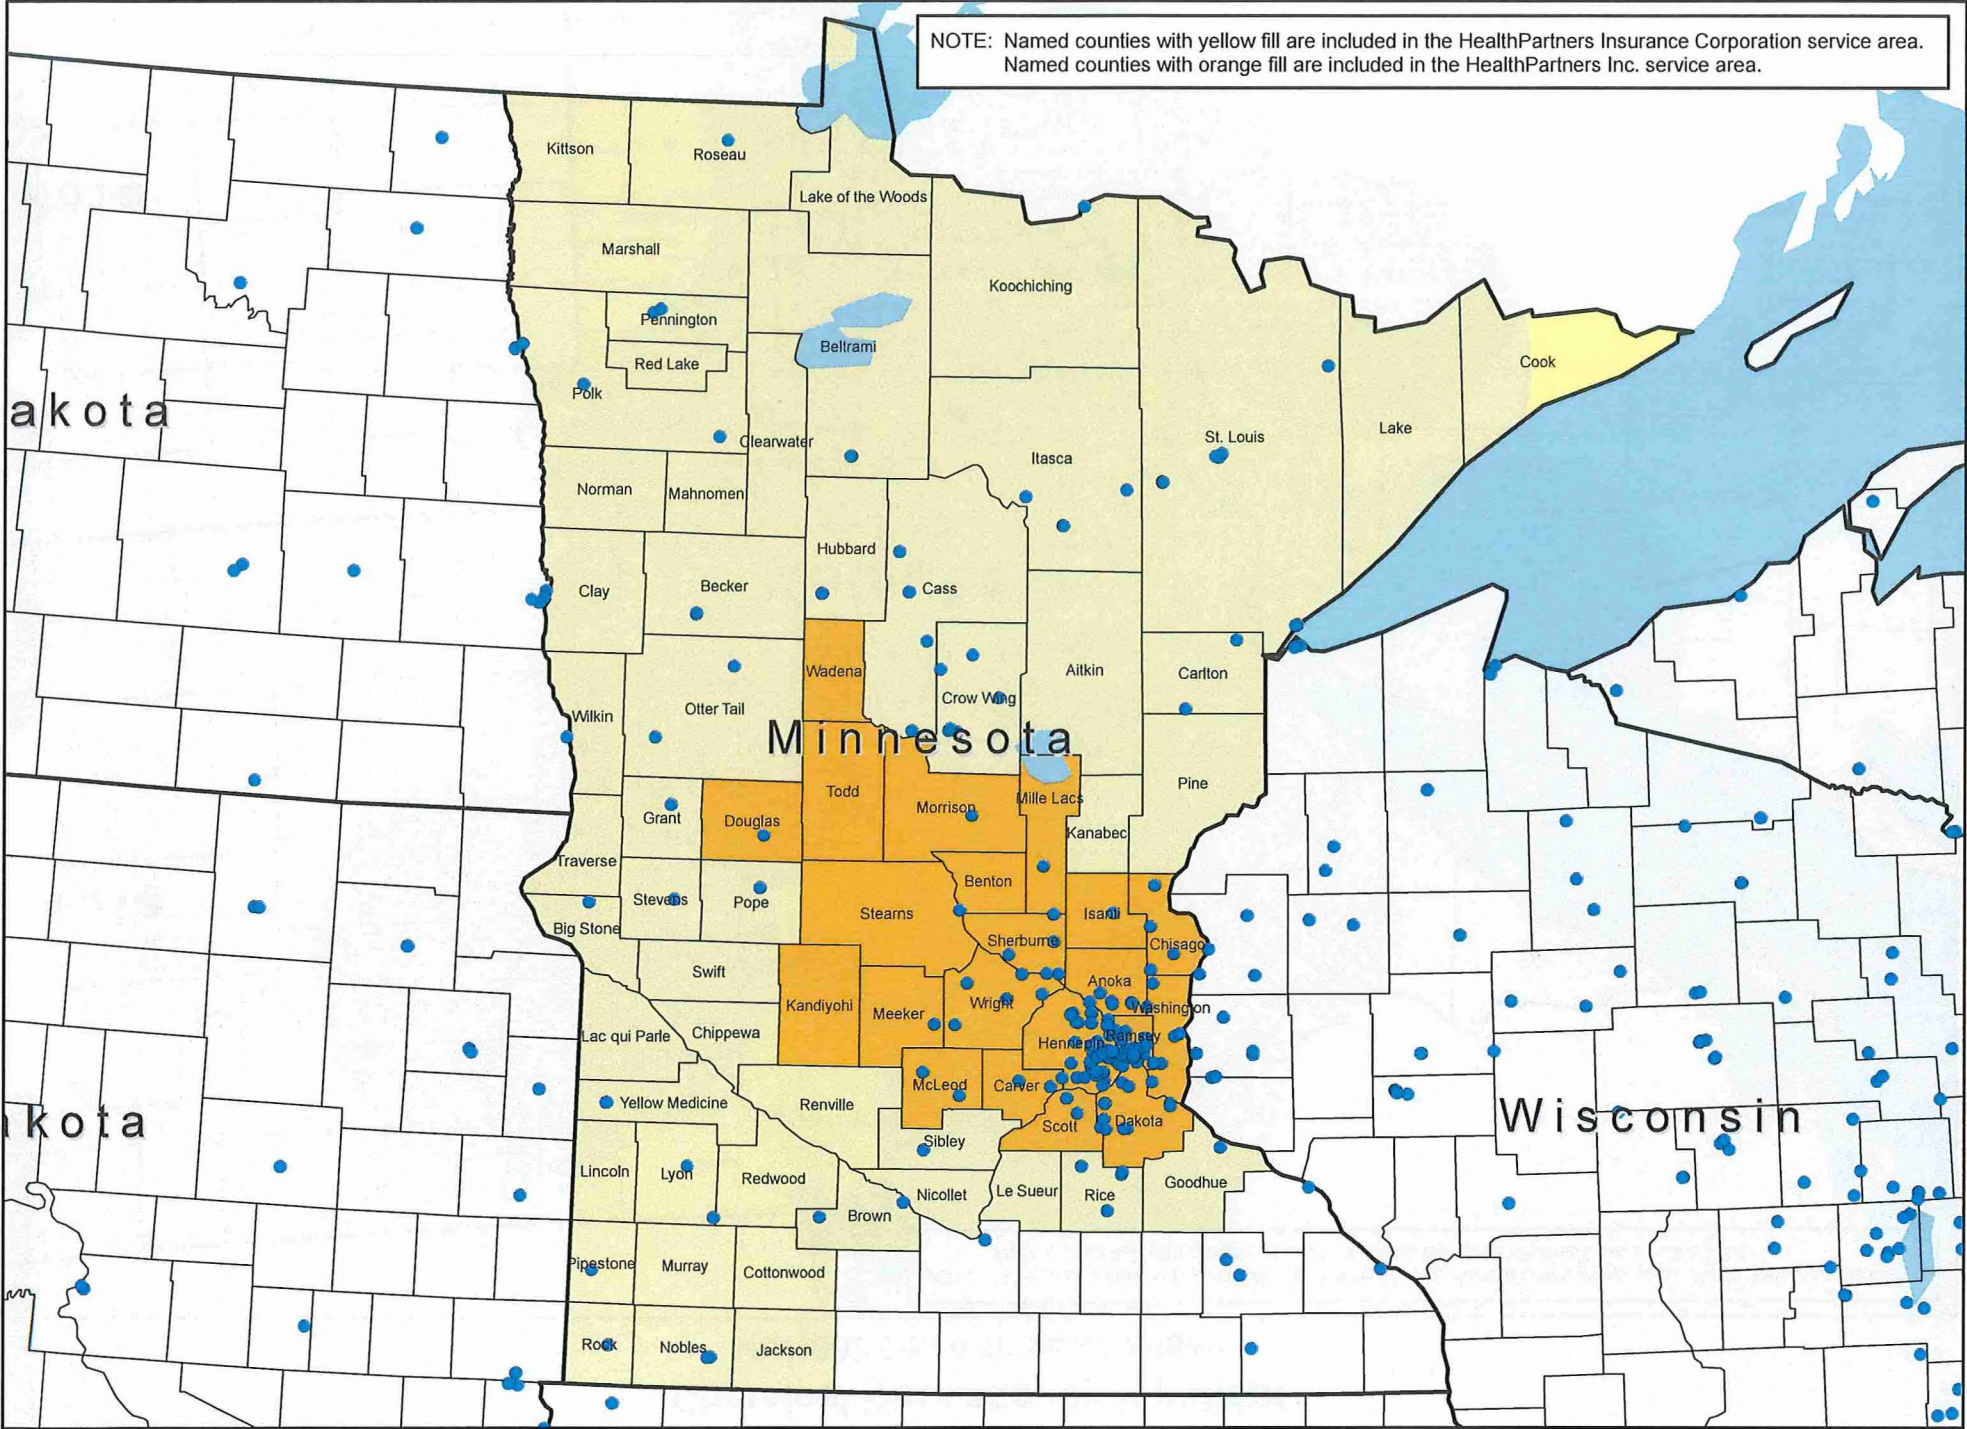 NOTE: Named counties with yellow fill are included in the HealthPartners Insurance Corporation service area.
Named counties with orange fill are included in the HealthPartners Inc. service area.
Kittson
Roseau
Lake of the Woods
Marshall
Koochiching
Pennington
Beltrami
Red Lake
Cook
Polk
akota
Lake
Clearwater
St. Louis
Itasca
Norman
Mahnomen
Hubbard
Clay
Becker
Cass
Wadena
Aitkin
Carlton
Crow Wing
Otter Tail
Wilkin
Minnesota
Pine
Todd
Mille Lacs
Morrison
Grant
Douglas
Kanabec
Traverse
Benton
Stevens
Pope
Stearns
Isanti
Big Stone
Sherburne
Chisago
Swift
Anoka
Kandiyohi
Wright
Washington
Meeker
Lac qui Parle
Chippewa
Ramsey
Hennepin
McLeod
Carver
Yellow Medicine
Renville
Wisconsin
kota
Scott
Dakota
Sibley
Lincoln
Lyon
Redwood
Goodhue
Nicollet
Le Sueur
Rice
Brown
Pipestone
Murray
Cottonwood
Rock
Nobles
Jackson